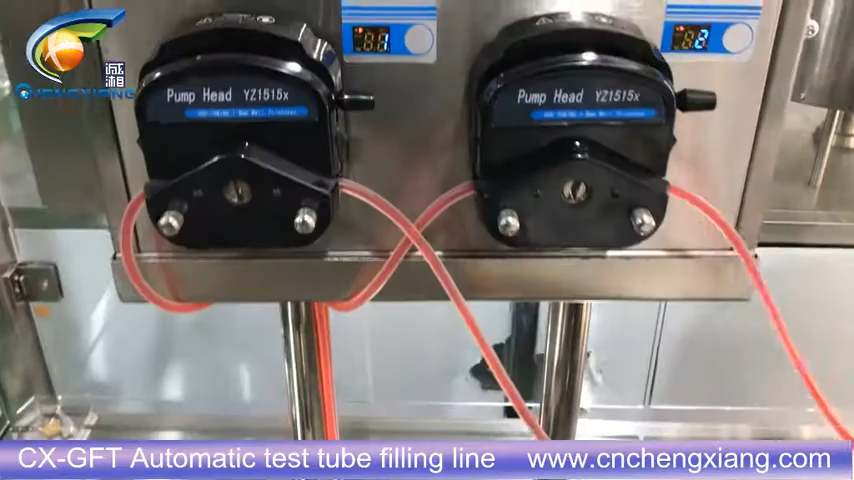 诚湘
CHENGXIANG
Pump Head YZ1515x
Pump Head YZ1515x
CX-GFT Automatic test tube filling line www.cnchengxiang.com